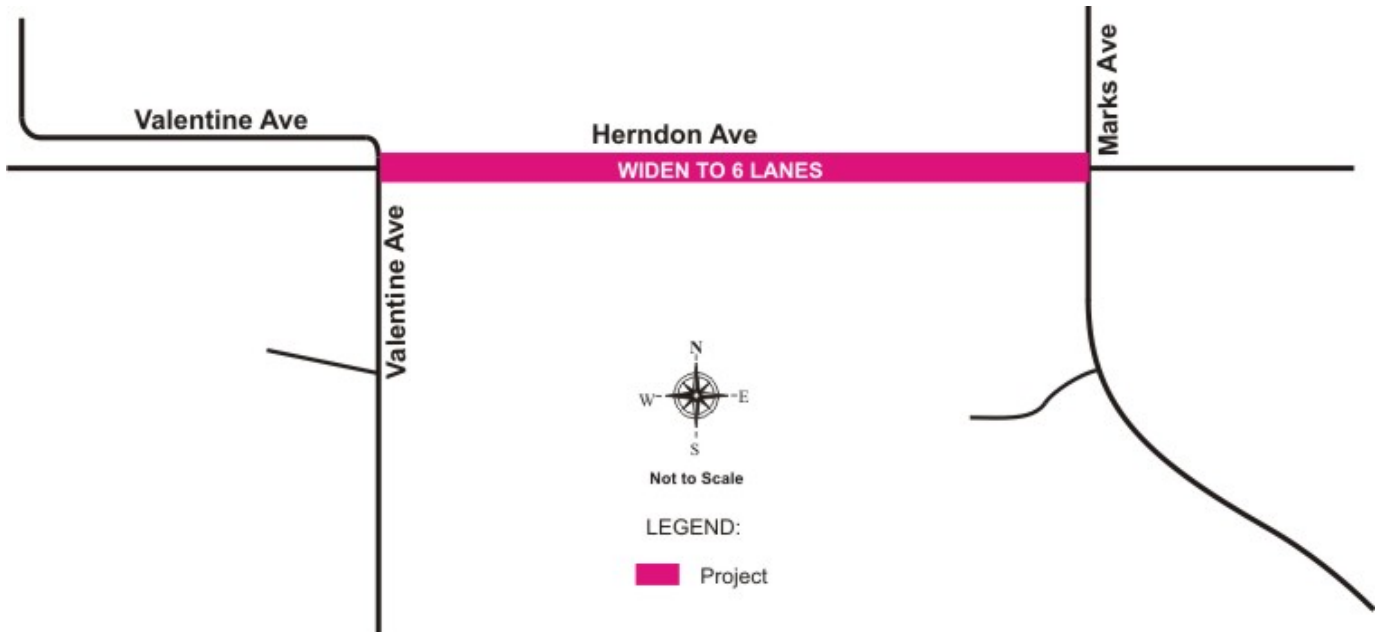 Marks Ave
Valentine Ave
Herndon Ave
WIDEN TO 6 LANES
Valentine Ave
N
W
E
S
Not to Scale
LEGEND:
Project